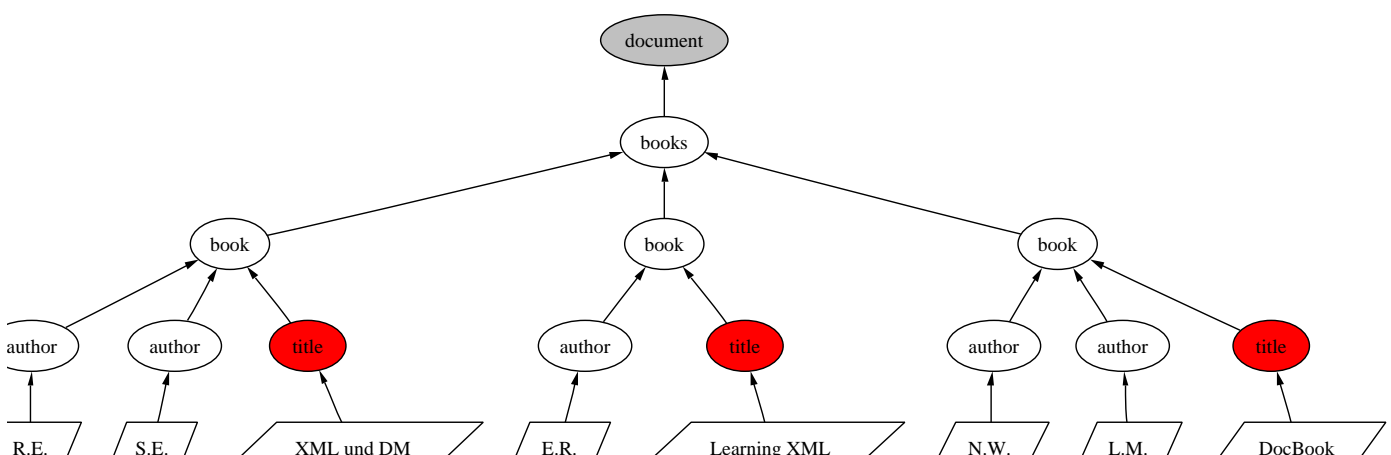 document
books
book book book
author author title author title author author title
R.E. S.E. XML und DM E.R. Learning XML N.W. L.M. DocBook